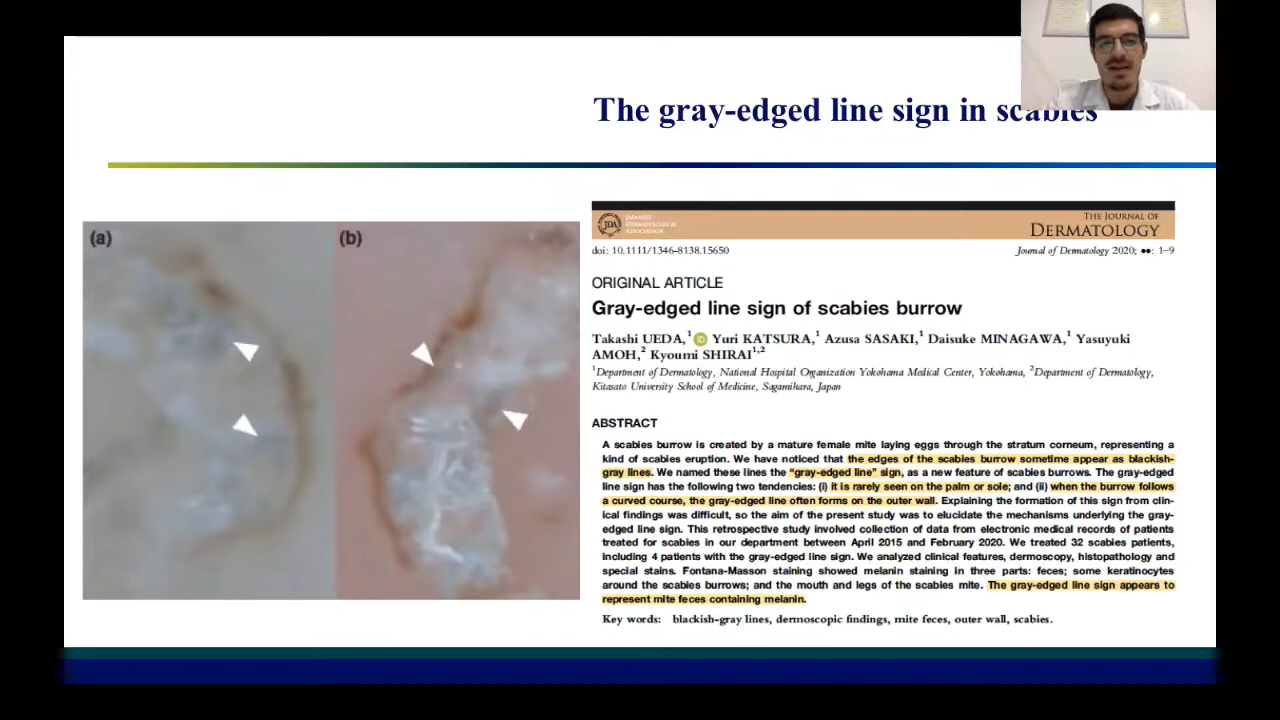 The gray-edged line sign in scabies
(a)
(b)
JDA
JAPANESE
DERMATOLOGICAL
ASSOCIATION
THE JOURNAL OF
DERMATOLOGY
doi: 10.1111/1346-8138.15650
Journal of Dermatology 2020; ••: 1–9
ORIGINAL ARTICLE
Gray-edged line sign of scabies burrow
Takashi UEDA,1 iD Yuri KATSURA,1 Azusa SASAKI,1 Daisuke MINAGAWA,1 Yasuyuki
AMOH,2 Kyoumi SHIRAI1,2
1Department of Dermatology, National Hospital Organization Yokohama Medical Center, Yokohama, 2Department of Dermatology,
Kitasato University School of Medicine, Sagamihara, Japan
ABSTRACT
A scabies burrow is created by a mature female mite laying eggs through the stratum corneum, representing a
kind of scabies eruption. We have noticed that the edges of the scabies burrow sometime appear as blackish-
gray lines. We named these lines the “gray-edged line” sign, as a new feature of scabies burrows. The gray-edged
line sign has the following two tendencies: (i) it is rarely seen on the palm or sole; and (ii) when the burrow follows
a curved course, the gray-edged line often forms on the outer wall. Explaining the formation of this sign from clin-
ical findings was difficult, so the aim of the present study was to elucidate the mechanisms underlying the gray-
edged line sign. This retrospective study involved collection of data from electronic medical records of patients
treated for scabies in our department between April 2015 and February 2020. We treated 32 scabies patients,
including 4 patients with the gray-edged line sign. We analyzed clinical features, dermoscopy, histopathology and
special stains. Fontana-Masson staining showed melanin staining in three parts: feces; some keratinocytes
around the scabies burrows; and the mouth and legs of the scabies mite. The gray-edged line sign appears to
represent mite feces containing melanin.
Key words: blackish-gray lines, dermoscopic findings, mite feces, outer wall, scabies.